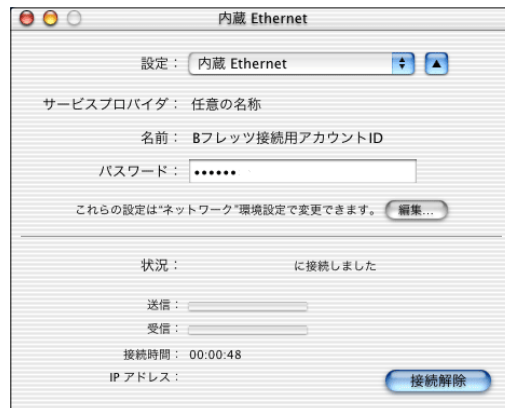 内蔵 Ethernet
設定： 内蔵 Ethernet
サービスプロバイダ： 任意の名称
名前： Bフレッツ接続用アカウントID
パスワード： ••••••
これらの設定は“ネットワーク”環境設定で変更できます。 編集...
状況： に接続しました
送信：
受信：
接続時間： 00:00:48
IP アドレス：
接続解除